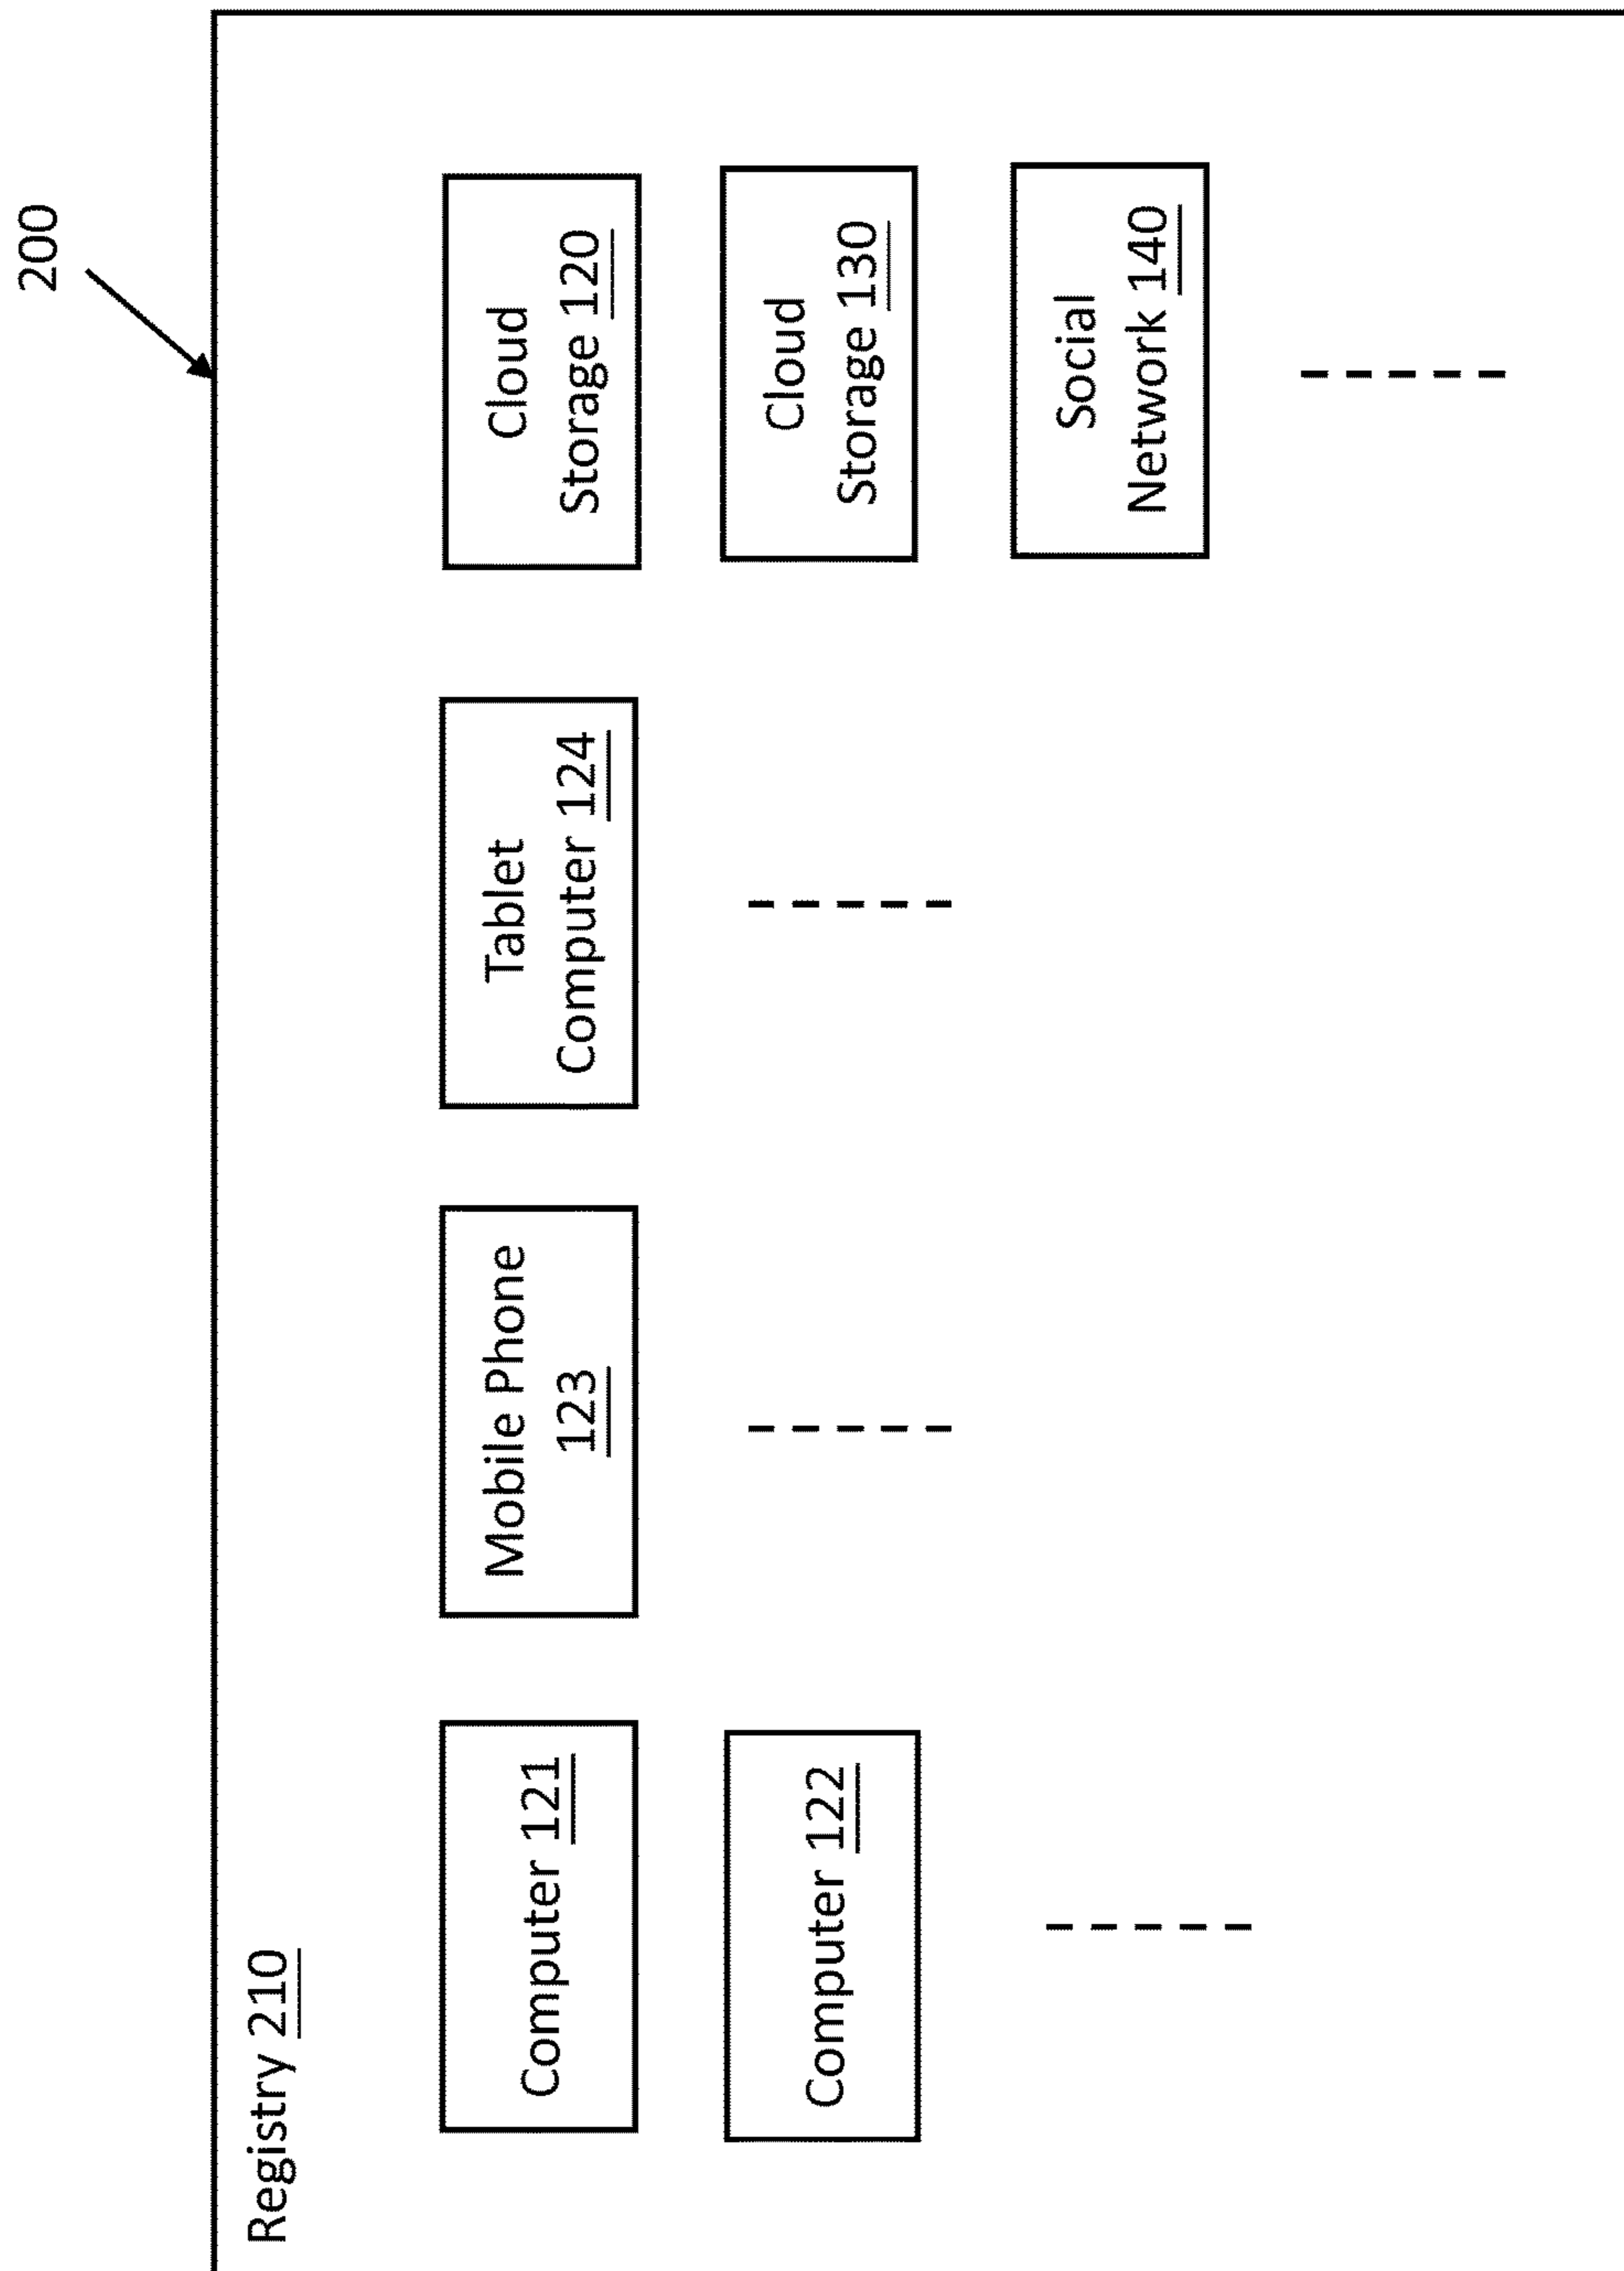 200
Registry 210
Computer 121
Mobile Phone
123
Tablet
Computer 124
Cloud
Storage 120
Computer 122
Cloud
Storage 130
Social
Network 140